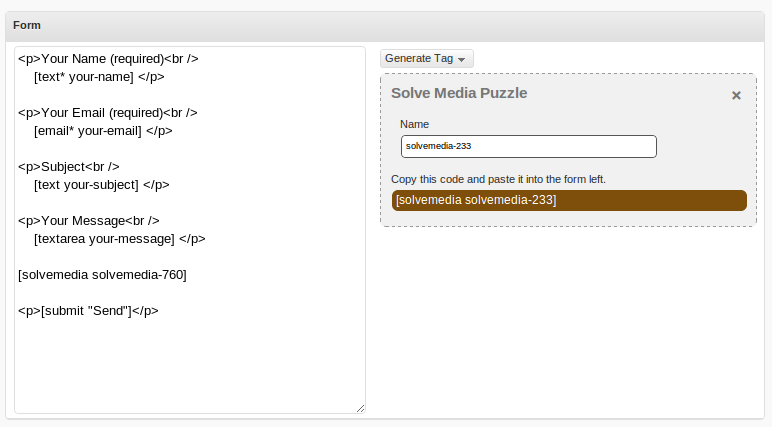 Form
<p>Your Name (required)<br />
[text* your-name] </p>
<p>Your Email (required)<br />
[email* your-email] </p>
<p>Subject<br />
[text your-subject] </p>
<p>Your Message<br />
[textarea your-message] </p>
[solvemedia solvemedia-760]
<p>[submit "Send"]</p>
Generate Tag
Solve Media Puzzle
Name
solvemedia-233
Copy this code and paste it into the form left.
[solvemedia solvemedia-233]